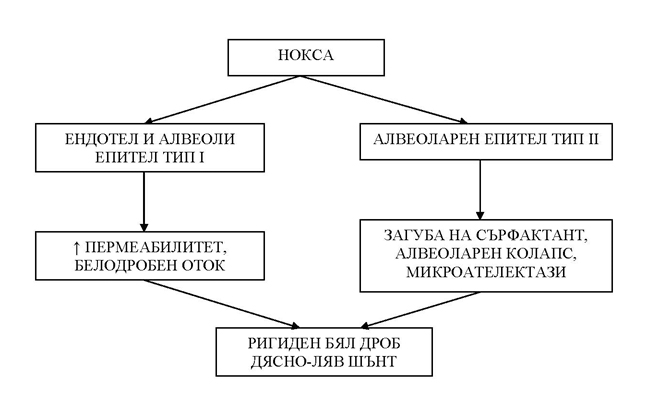 НОКСА
ЕНДОТЕЛ И АЛВЕОЛИ
ЕПИТЕЛ ТИП I
АЛВЕОЛАРЕН ЕПИТЕЛ ТИП II
↑ ПЕРМЕАБИЛИТЕТ,
БЕЛОДРОБЕН ОТОК
ЗАГУБА НА СЪРФАКТАНТ,
АЛВЕОЛАРЕН КОЛАПС,
МИКРОАТЕЛЕКТАЗИ
РИГИДЕН БЯЛ ДРОБ
ДЯСНО-ЛЯВ ШЪНТ